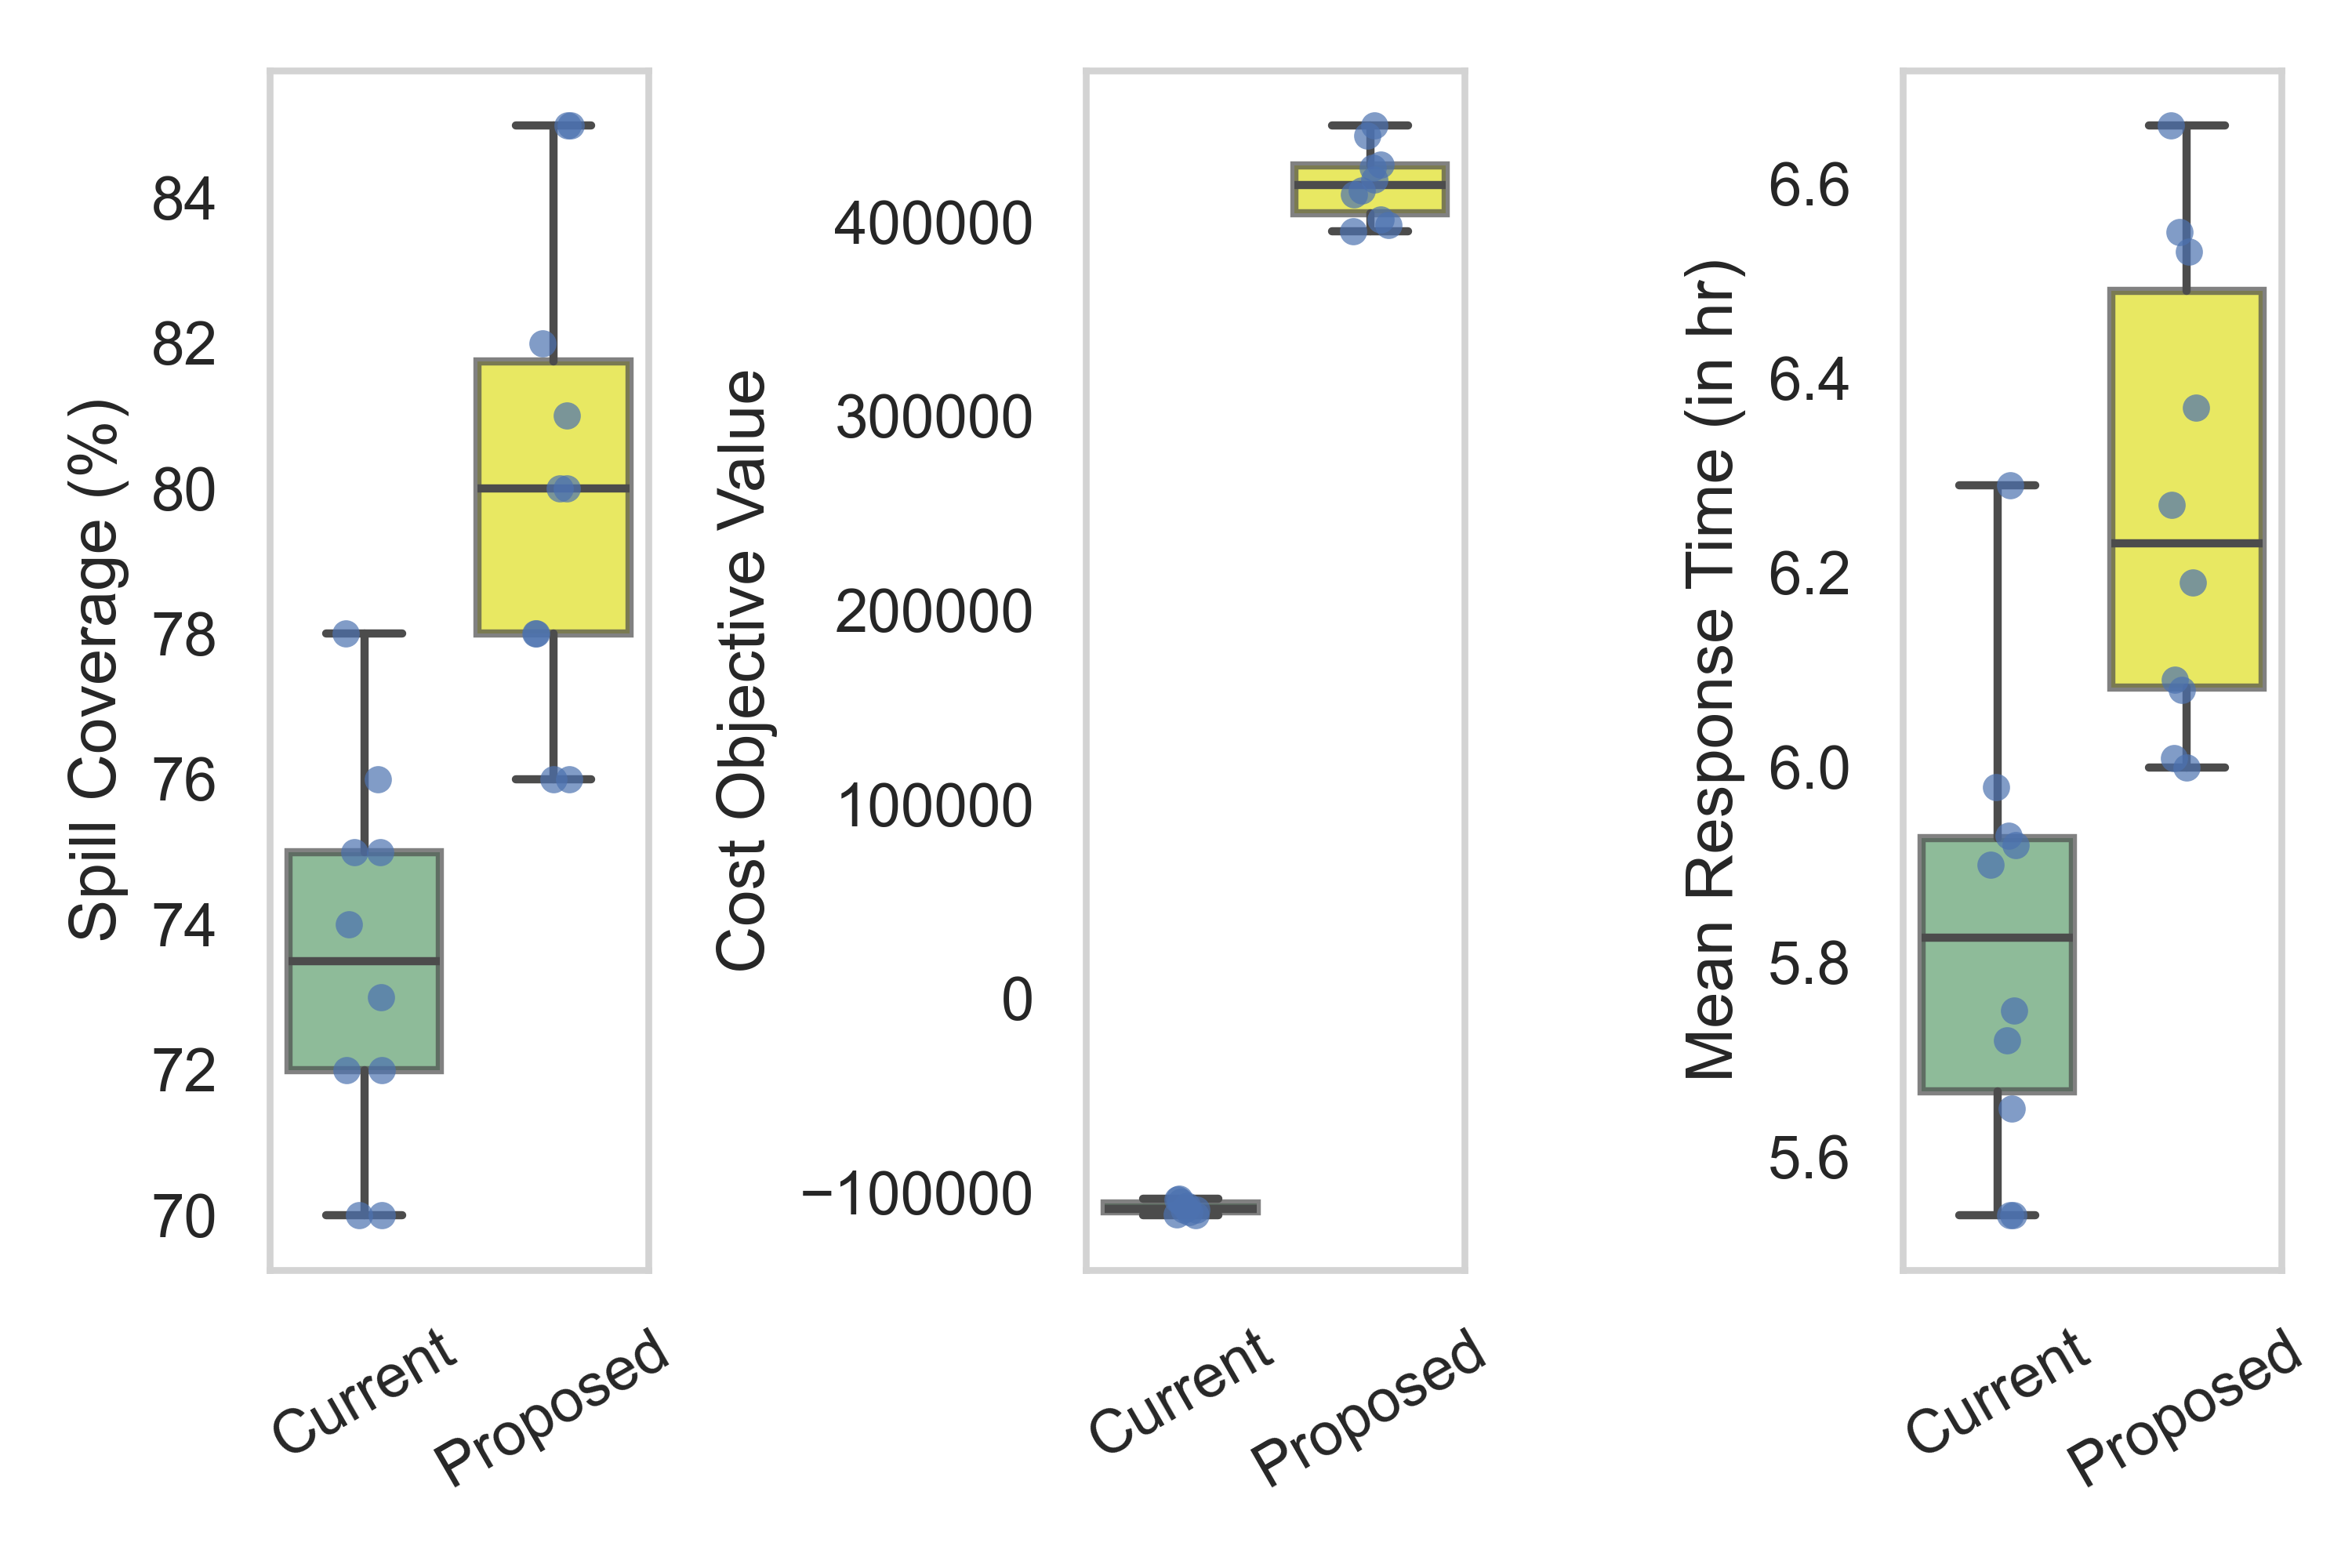 Spill Coverage (%)
84
82
80
78
76
74
72
70
Current
Proposed
Cost Objective Value
400000
300000
200000
100000
0
−100000
Current
Proposed
Mean Response Time (in hr)
6.6
6.4
6.2
6.0
5.8
5.6
Current
Proposed